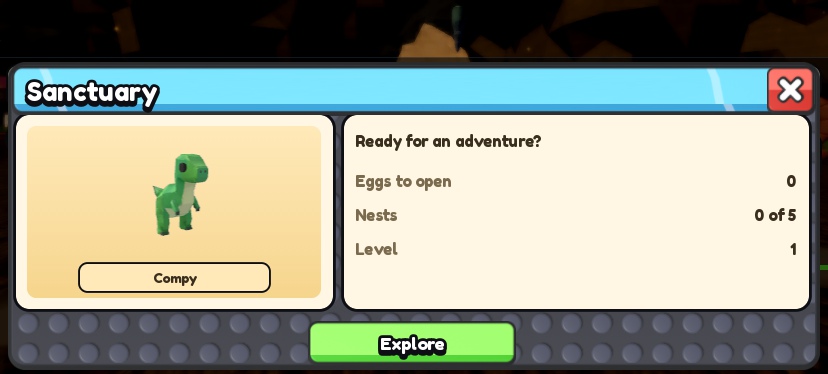 Sanctuary
Compy
Ready for an adventure?
Eggs to open 0
Nests 0 of 5
Level 1
Explore